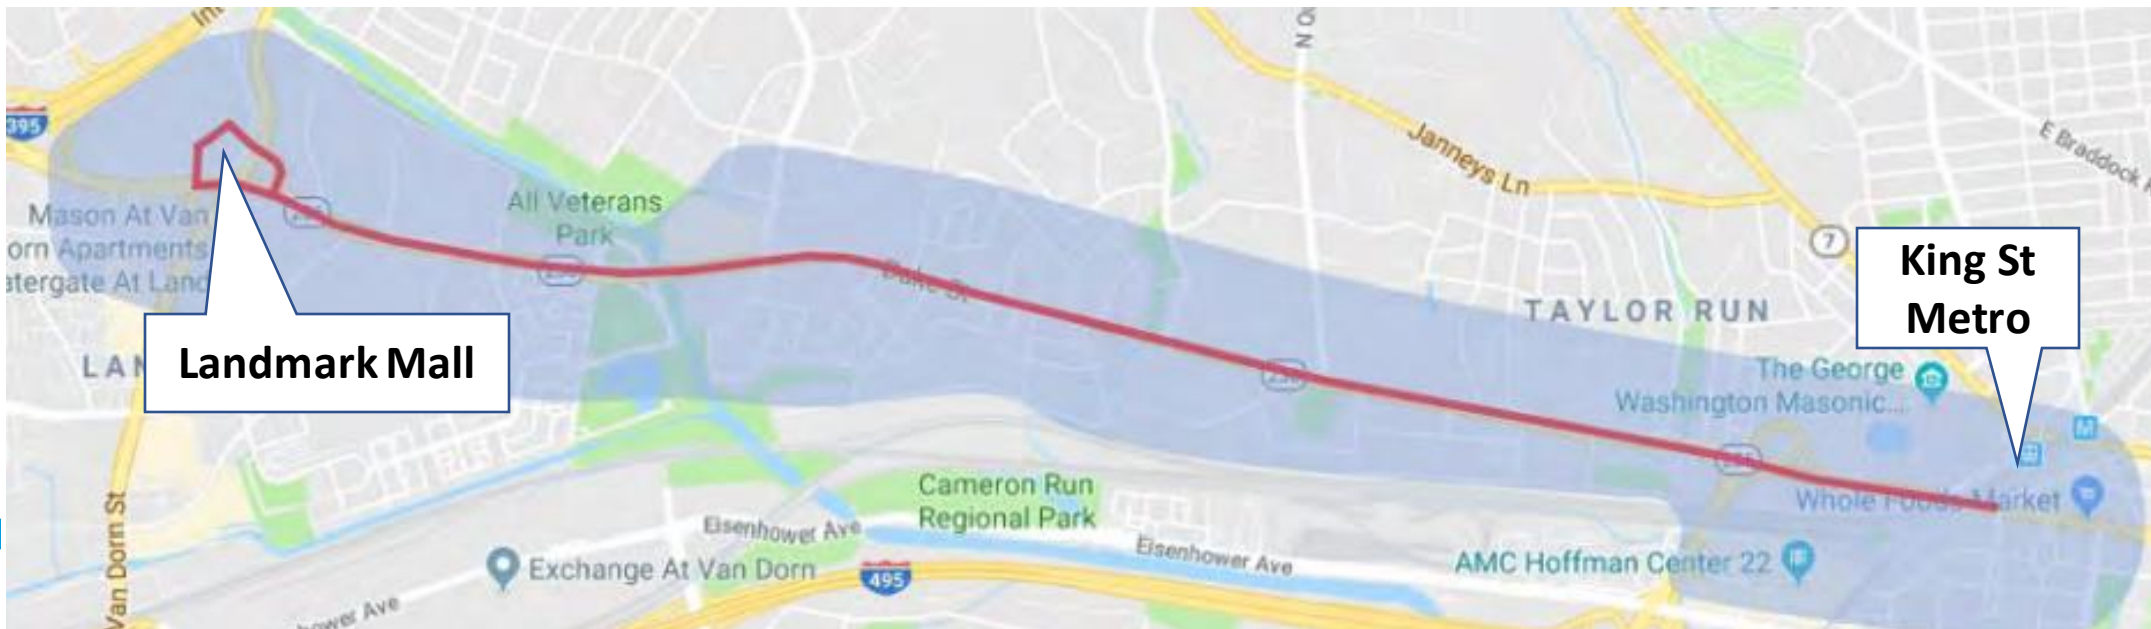 Int
395
N Qu
Janneys Ln
E Braddock R
7
All Veterans
Park
Mason At Van
orn Apartments
atergate At Land
236
236
Duke St
King St
Metro
TAYLOR RUN
LAN
Landmark Mall
236
The George
Washington Masonic...
M
236
Whole Foods Market
Cameron Run
Regional Park
Eisenhower Ave
Eisenhower Ave
Exchange At Van Dorn
495
AMC Hoffman Center 22
Van Dorn St
hower Ave